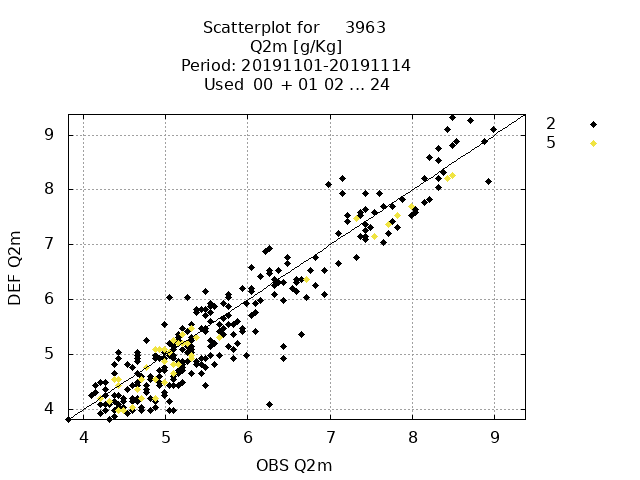 Scatterplot for 3963
Q2m [g/Kg]
Period: 20191101-20191114
Used 00 + 01 02 ... 24
2
5
DEF Q2m
9
8
7
6
5
4
4 5 6 7 8 9
OBS Q2m